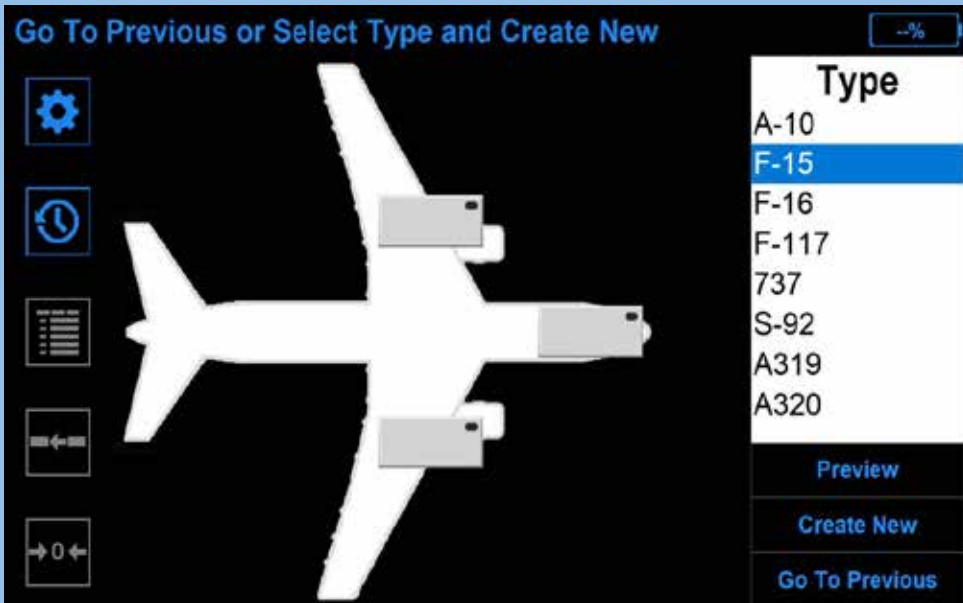 Go To Previous or Select Type and Create New
--%
Type
A-10
F-15
F-16
F-117
737
S-92
A319
A320
Preview
Create New
Go To Previous
→0←